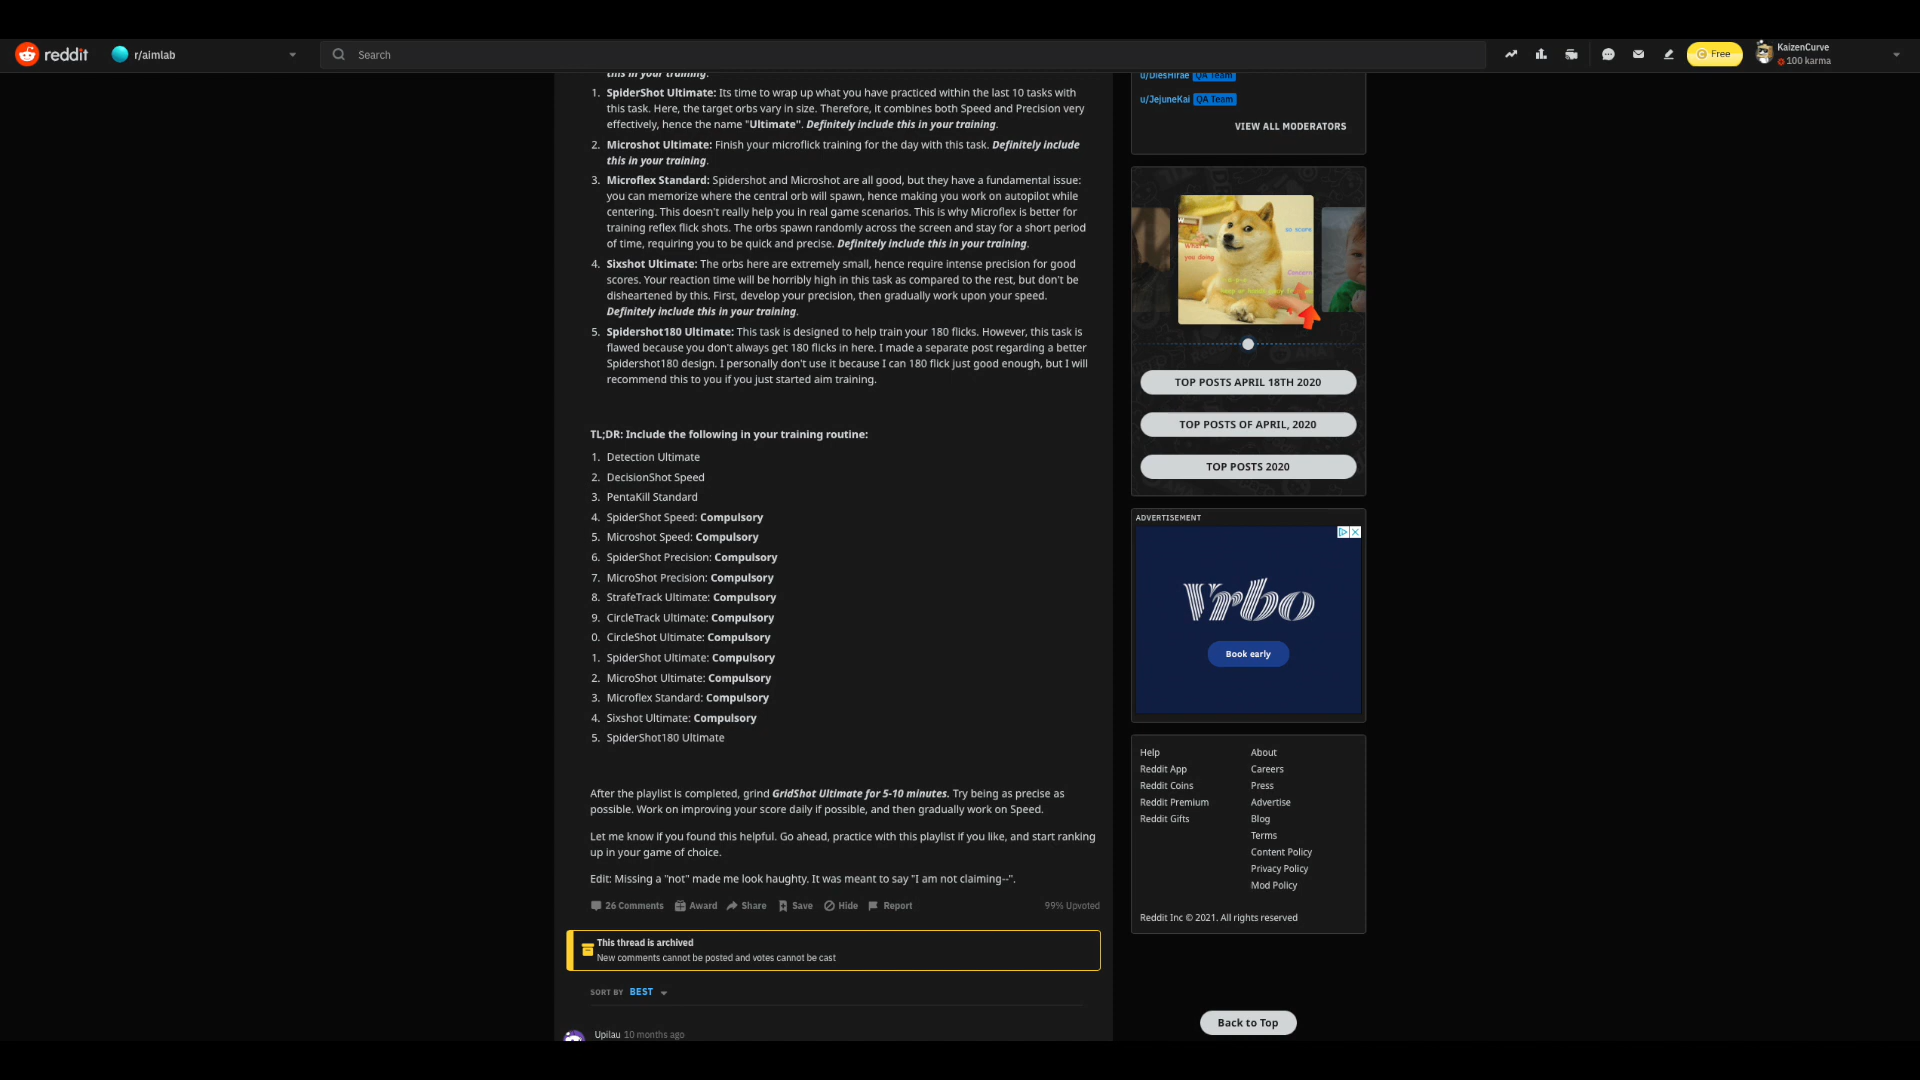 reddit
r/aimlab
Search
Free
KaizenCurve
100 karma
this in your training.
1. SpiderShot Ultimate: Its time to wrap up what you have practiced within the last 10 tasks with
this task. Here, the target orbs vary in size. Therefore, it combines both Speed and Precision very
effectively, hence the name "Ultimate". Definitely include this in your training.
2. Microshot Ultimate: Finish your microflick training for the day with this task. Definitely include
this in your training.
3. Microflex Standard: Spidershot and Microshot are all good, but they have a fundamental issue:
you can memorize where the central orb will spawn, hence making you work on autopilot while
centering. This doesn't really help you in real game scenarios. This is why Microflex is better for
training reflex flick shots. The orbs spawn randomly across the screen and stay for a short period
of time, requiring you to be quick and precise. Definitely include this in your training.
4. Sixshot Ultimate: The orbs here are extremely small, hence require intense precision for good
scores. Your reaction time will be horribly high in this task as compared to the rest, but don't be
disheartened by this. First, develop your precision, then gradually work upon your speed.
Definitely include this in your training.
5. Spidershot180 Ultimate: This task is designed to help train your 180 flicks. However, this task is
flawed because you don't always get 180 flicks in here. I made a separate post regarding a better
Spidershot180 design. I personally don't use it because I can 180 flick just good enough, but I will
recommend this to you if you just started aim training.
TL;DR: Include the following in your training routine:
1. Detection Ultimate
2. DecisionShot Speed
3. PentaKill Standard
4. SpiderShot Speed: Compulsory
5. Microshot Speed: Compulsory
6. SpiderShot Precision: Compulsory
7. MicroShot Precision: Compulsory
8. StrafeTrack Ultimate: Compulsory
9. CircleTrack Ultimate: Compulsory
0. CircleShot Ultimate: Compulsory
1. SpiderShot Ultimate: Compulsory
2. MicroShot Ultimate: Compulsory
3. Microflex Standard: Compulsory
4. Sixshot Ultimate: Compulsory
5. SpiderShot180 Ultimate
After the playlist is completed, grind GridShot Ultimate for 5-10 minutes. Try being as precise as
possible. Work on improving your score daily if possible, and then gradually work on Speed.
Let me know if you found this helpful. Go ahead, practice with this playlist if you like, and start ranking
up in your game of choice.
Edit: Missing a "not" made me look haughty. It was meant to say "I am not claiming--".
26 Comments Award Share Save Hide Report 99% Upvoted
This thread is archived
New comments cannot be posted and votes cannot be cast
SORT BY BEST
Upilau 10 months ago
u/DiesHirae QA Team
u/JejuneKai QA Team
VIEW ALL MODERATORS
so scare
What r
you doing
Concern
TOP POSTS APRIL 18TH 2020
TOP POSTS OF APRIL, 2020
TOP POSTS 2020
ADVERTISEMENT
Vrbo
Book early
Help
Reddit App
Reddit Coins
Reddit Premium
Reddit Gifts
About
Careers
Press
Advertise
Blog
Terms
Content Policy
Privacy Policy
Mod Policy
Reddit Inc © 2021. All rights reserved
Back to Top